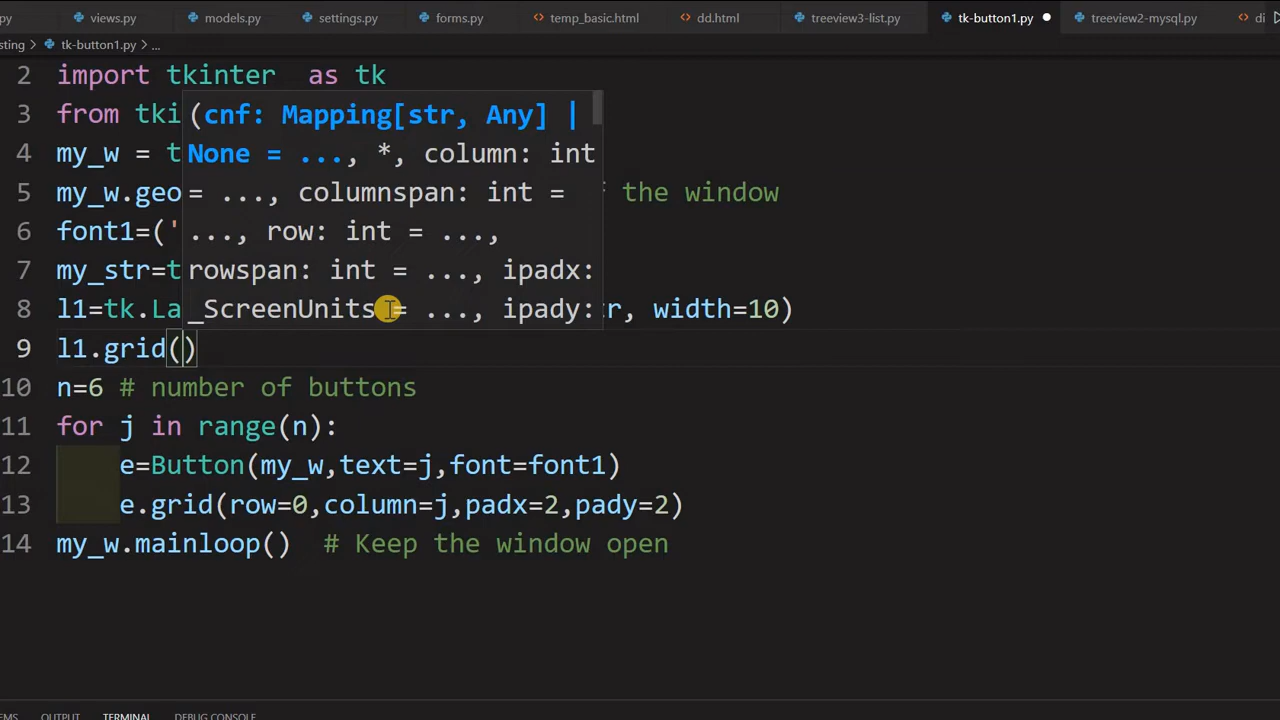 py views.py models.py settings.py forms.py temp_basic.html dd.html treeview3-list.py tk-button1.py treeview2-mysql.py di
sting > tk-button1.py > ...
2 import tkinter as tk
3 from tki
(cnf: Mapping[str, Any] |
4 my_w = t
None = ..., *, column: int
5 my_w.geo
= ..., columnspan: int =
the window
6 font1=('
..., row: int = ...,
7 my_str=t
rowspan: int = ..., ipadx:
8 l1=tk.La
_ScreenUnits = ..., ipady:
r, width=10)
9 l1.grid()
10 n=6 # number of buttons
11 for j in range(n):
12 e=Button(my_w,text=j,font=font1)
13 e.grid(row=0,column=j,padx=2,pady=2)
14 my_w.mainloop() # Keep the window open
EMS OUTPUT TERMINAL DEBUG CONSOLE